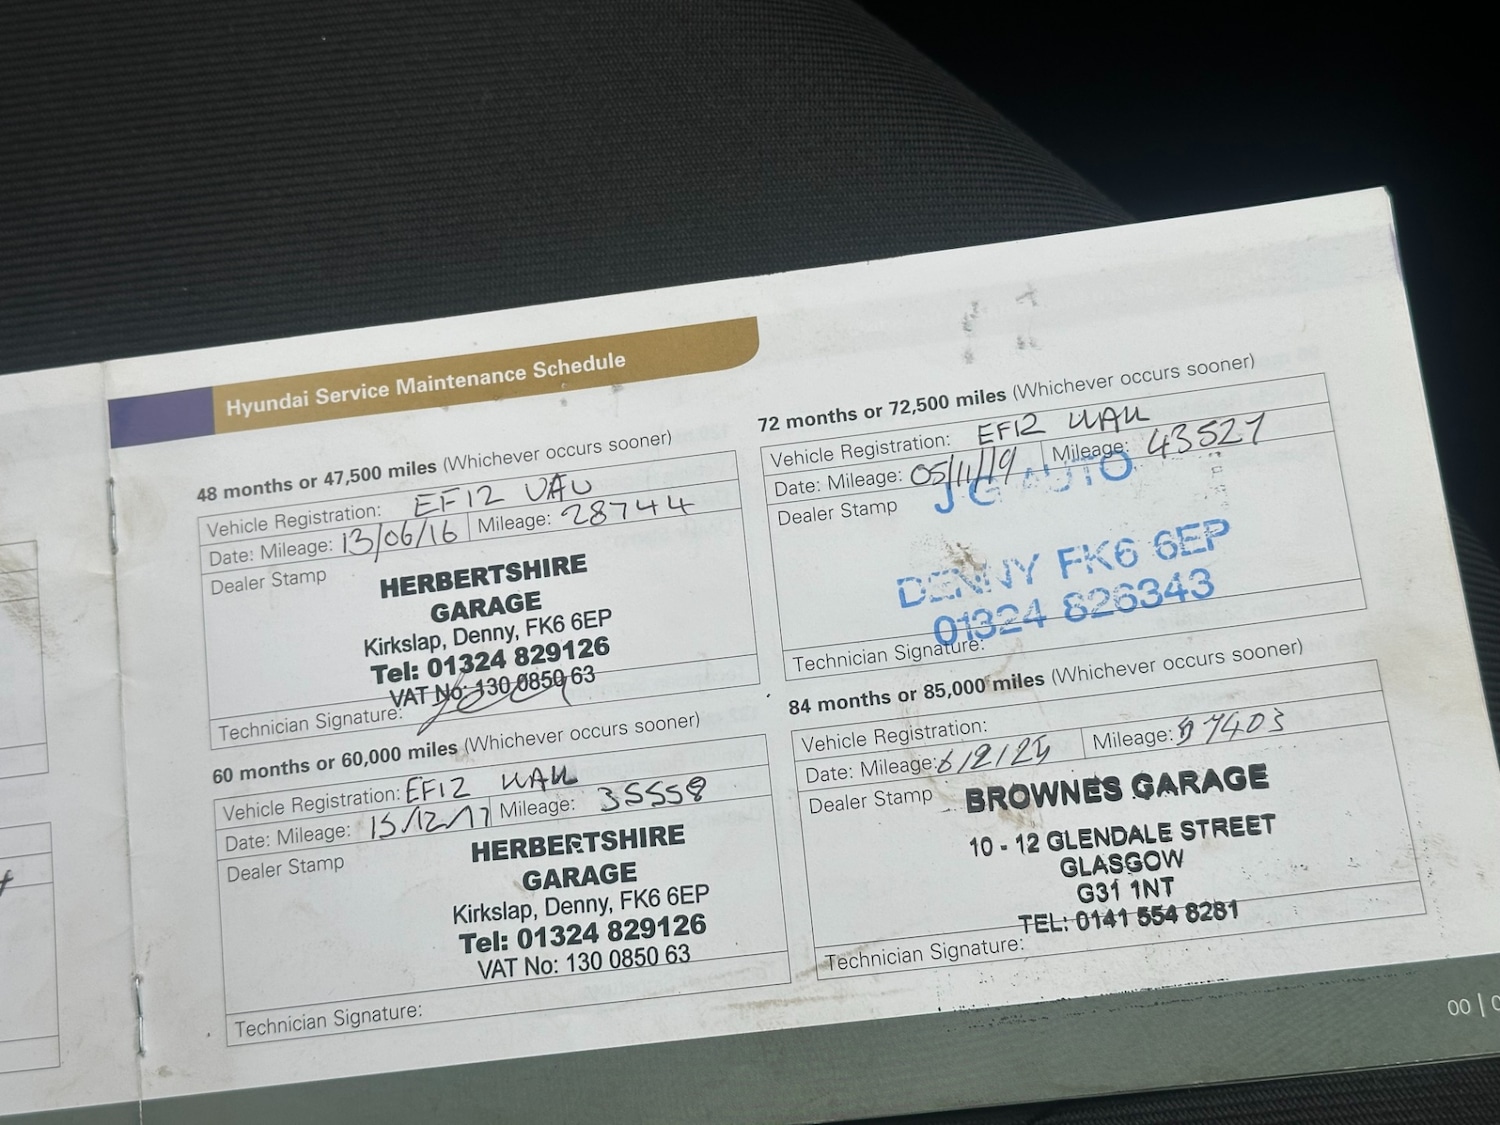 Hyundai Service Maintenance Schedule
48 months or 47,500 miles (Whichever occurs sooner)
Vehicle Registration: EF12 UAU
Date: Mileage: 13/06/16 Mileage: 28744
Dealer Stamp
HERBERTSHIRE
GARAGE
Kirkslap, Denny, FK6 6EP
Tel: 01324 829126
VAT No: 130 0850 63
Technician Signature:
60 months or 60,000 miles (Whichever occurs sooner)
Vehicle Registration: EF12 UAU
Date: Mileage: 15/12/17 Mileage: 35558
Dealer Stamp
HERBERTSHIRE
GARAGE
Kirkslap, Denny, FK6 6EP
Tel: 01324 829126
VAT No: 130 0850 63
Technician Signature:
72 months or 72,500 miles (Whichever occurs sooner)
Vehicle Registration: EF12 UAU
Date: Mileage: 05/11/19 Mileage: 43527
Dealer Stamp
JG AUTO
DENNY FK6 6EP
01324 826343
Technician Signature:
84 months or 85,000 miles (Whichever occurs sooner)
Vehicle Registration:
Date: Mileage: Mileage:
Dealer Stamp
BROWNES GARAGE
10 - 12 GLENDALE STREET
GLASGOW
G31 1NT
TEL: 0141 554 8281
Technician Signature:
00 |